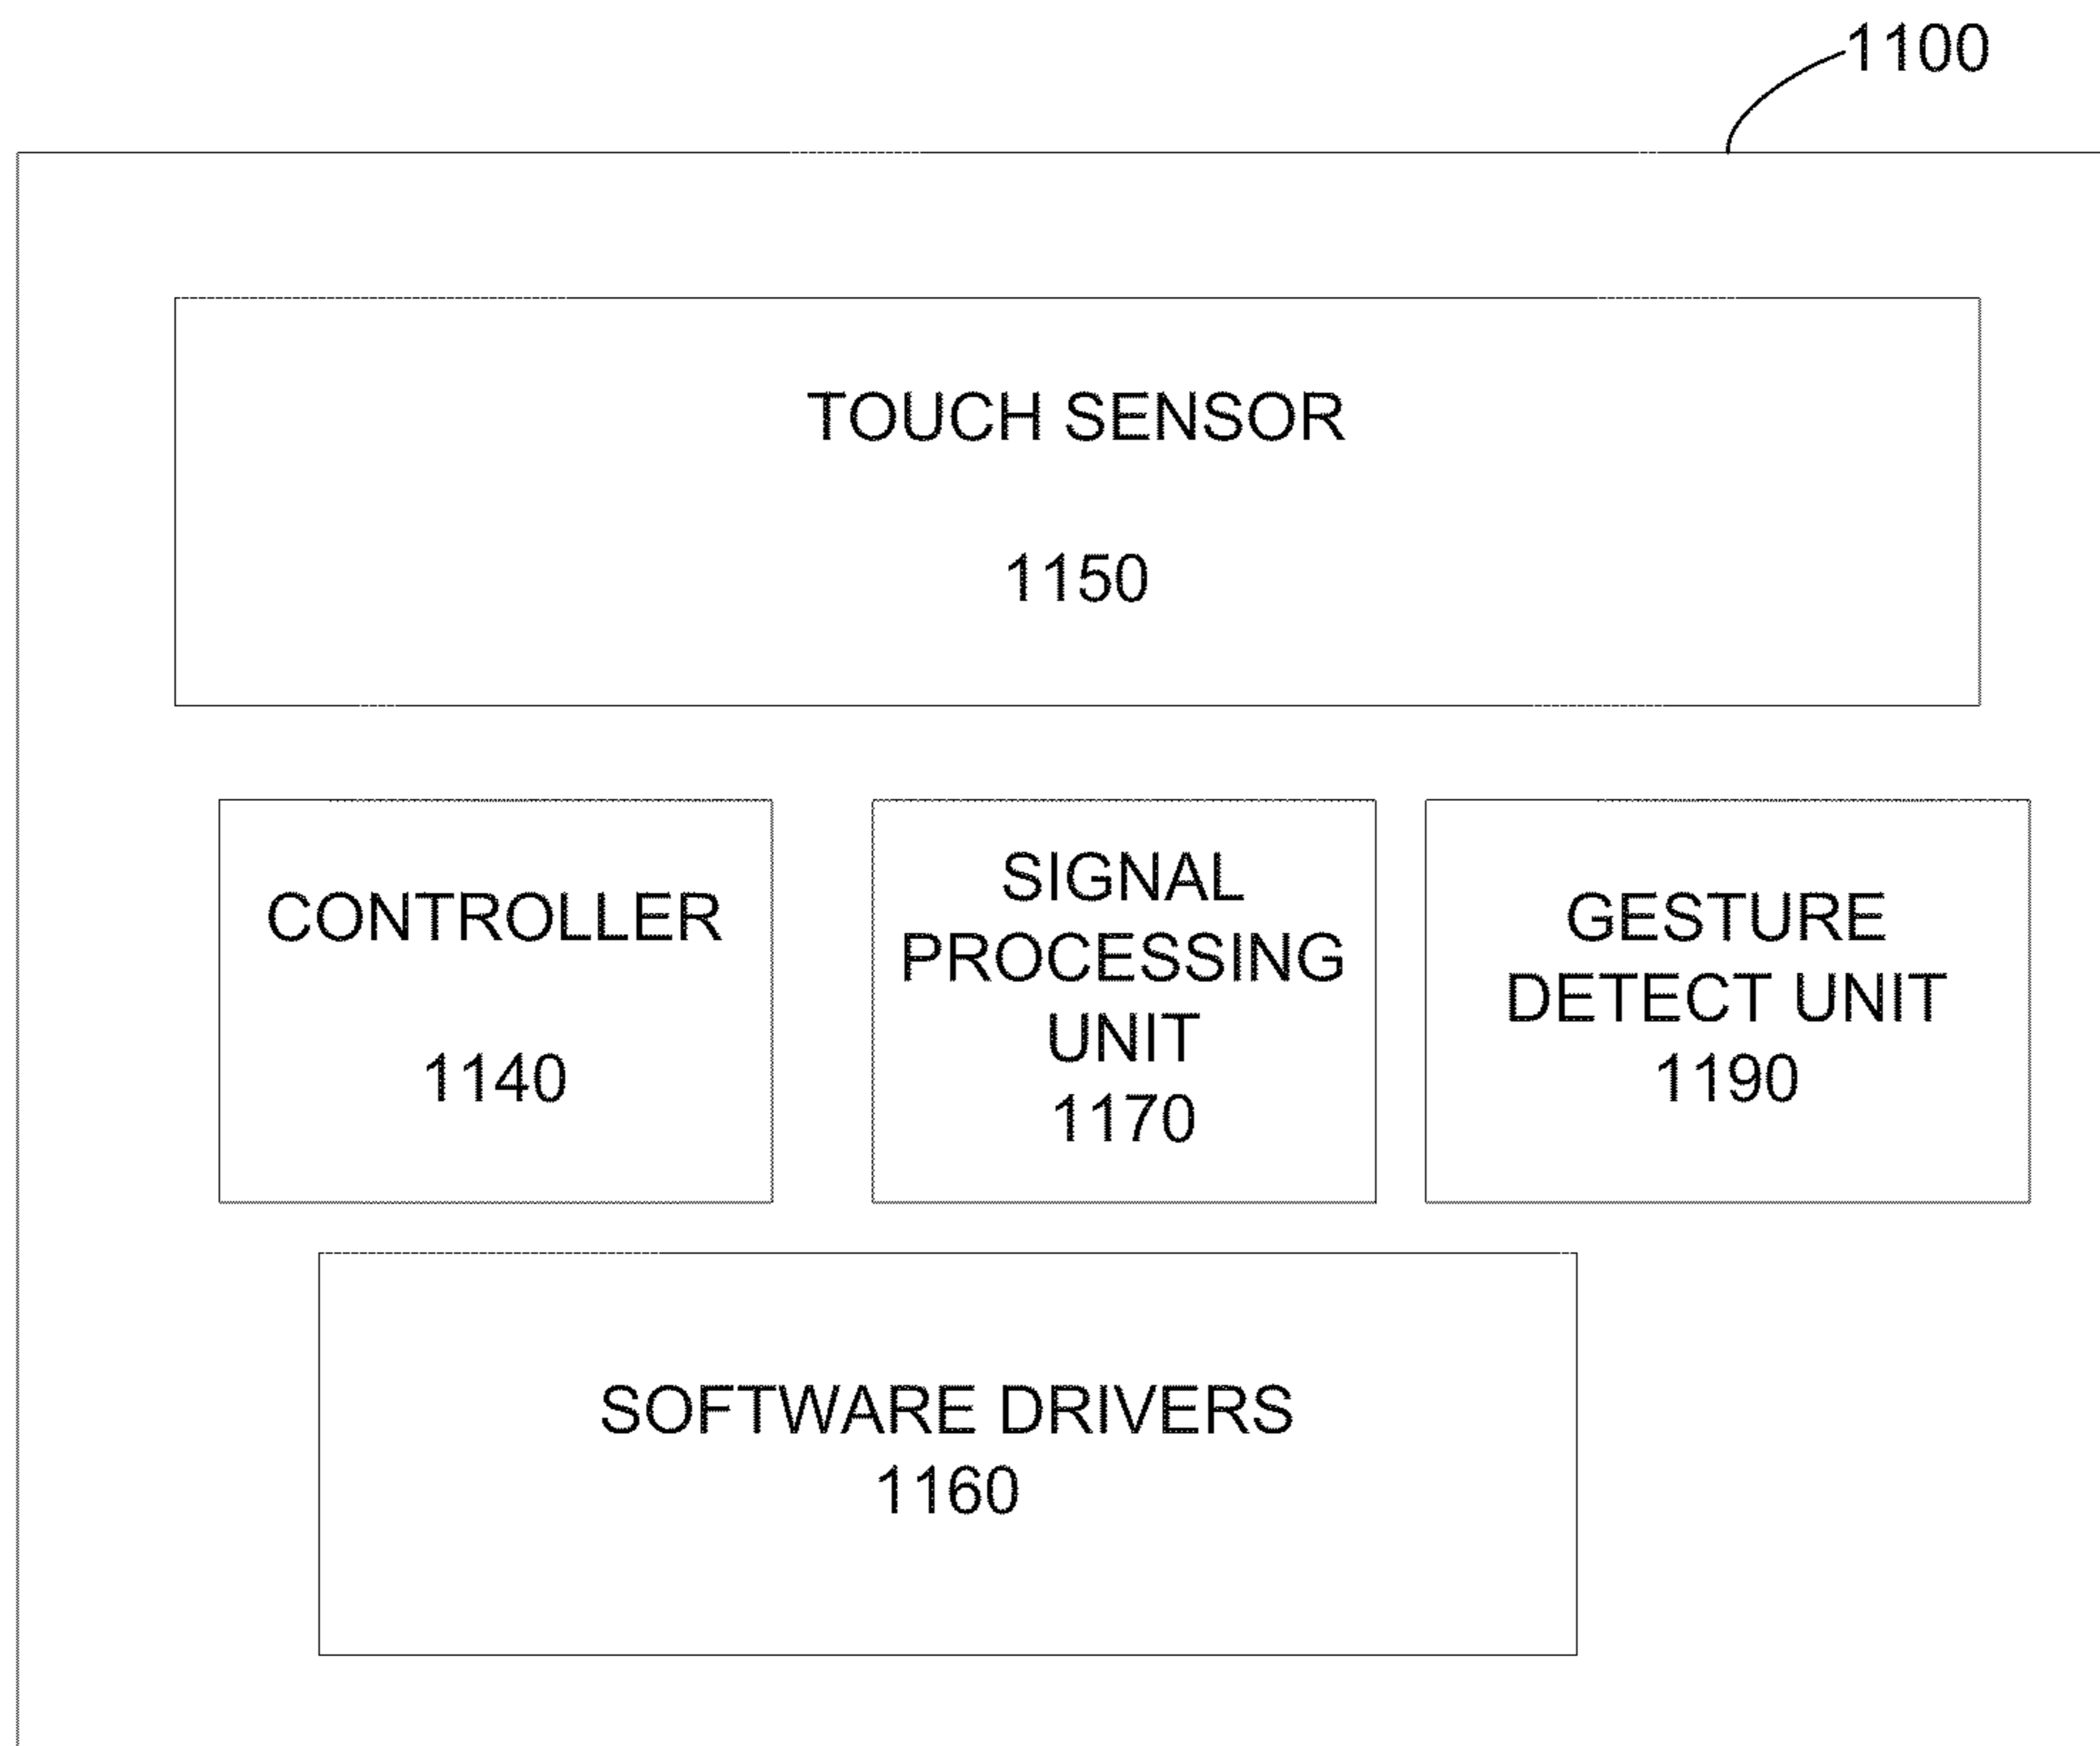 1100
TOUCH SENSOR
1150
CONTROLLER
1140
SIGNAL
PROCESSING
UNIT
1170
GESTURE
DETECT UNIT
1190
SOFTWARE DRIVERS
1160